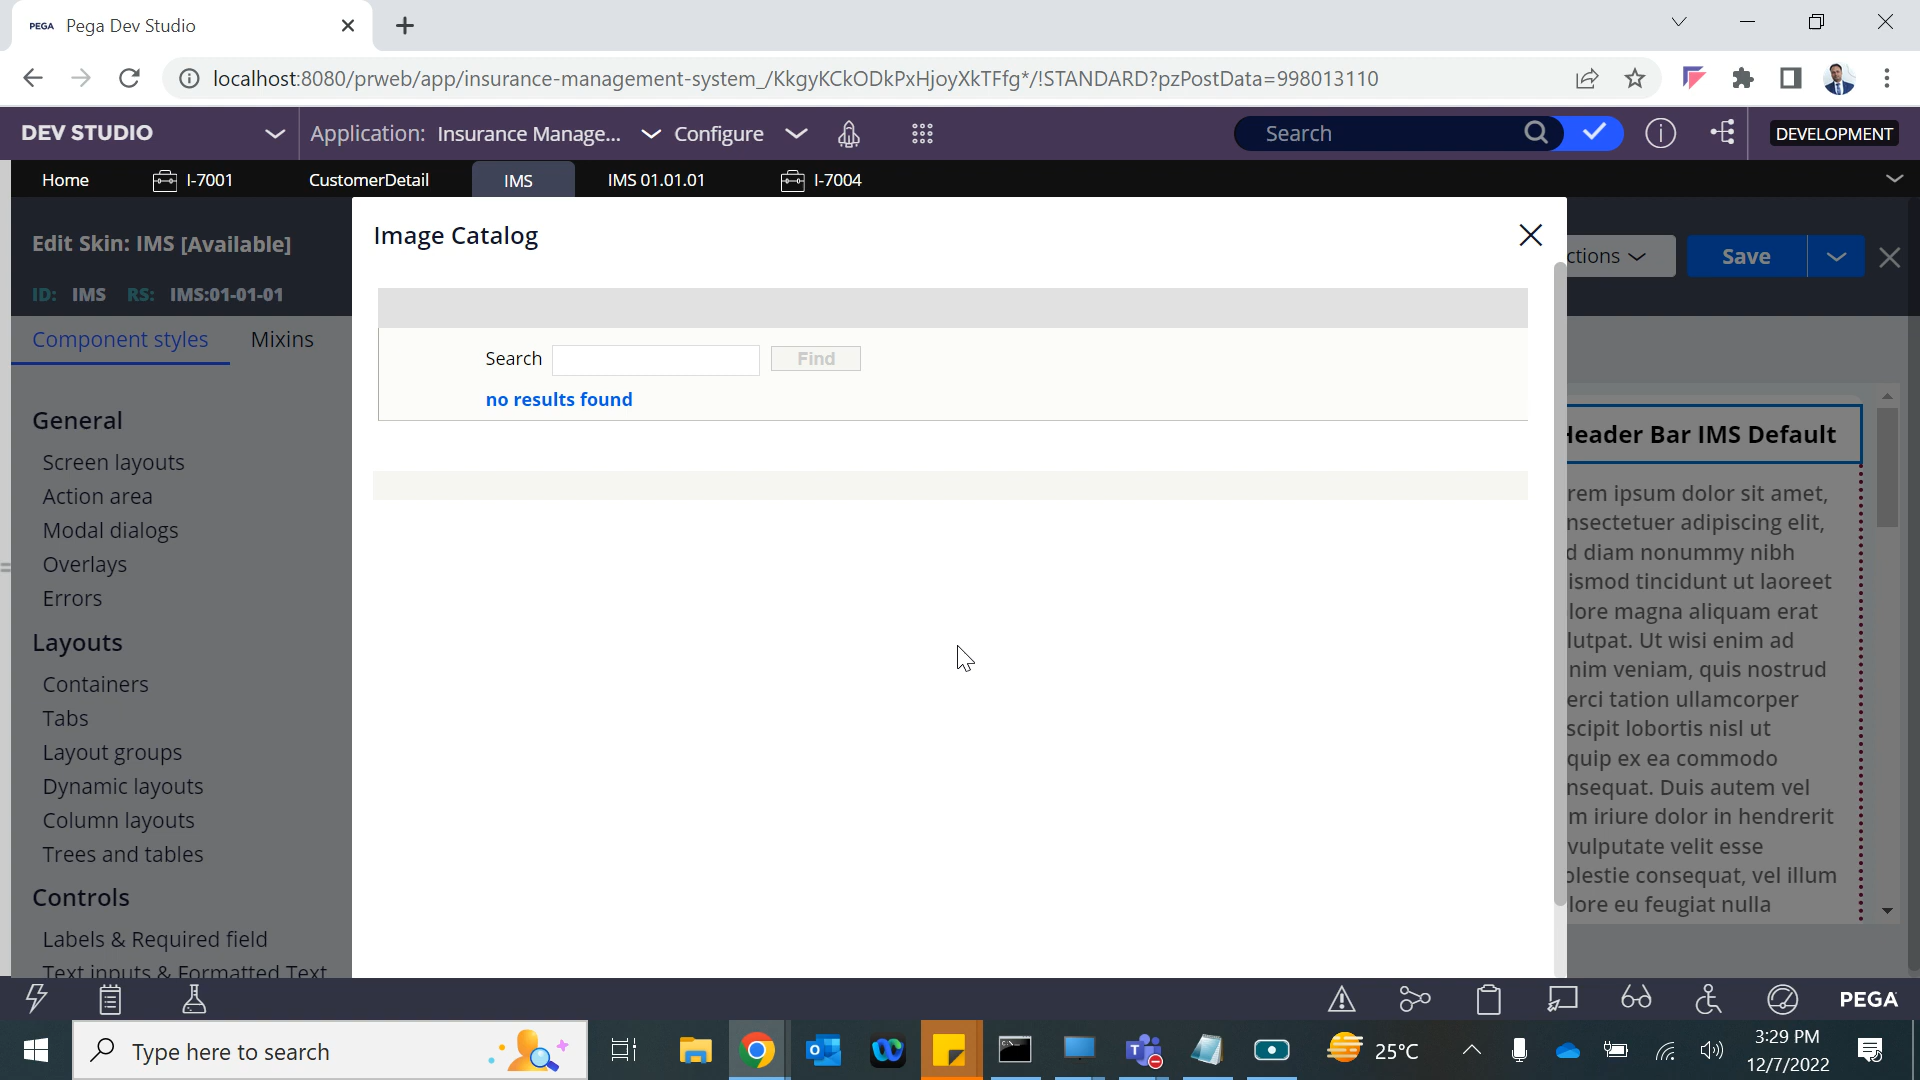 PEGA Pega Dev Studio
localhost:8080/prweb/app/insurance-management-system_/KkgyKCkODkPxHjoyXkTFfg*/!STANDARD?pzPostData=998013110
DEV STUDIO Application: Insurance Manage... Configure Search DEVELOPMENT
Home I-7001 CustomerDetail IMS IMS 01.01.01 I-7004
Edit Skin: IMS [Available]
ID: IMS RS: IMS:01-01-01
ctions Save
Component styles Mixins
General
Screen layouts
Action area
Modal dialogs
Overlays
Errors
Layouts
Containers
Tabs
Layout groups
Dynamic layouts
Column layouts
Trees and tables
Controls
Labels & Required field
Text inputs & Formatted Text
Image Catalog
Search Find
no results found
Header Bar IMS Default
rem ipsum dolor sit amet,
nsectetuer adipiscing elit,
d diam nonummy nibh
ismod tincidunt ut laoreet
lore magna aliquam erat
lutpat. Ut wisi enim ad
nim veniam, quis nostrud
erci tation ullamcorper
scipit lobortis nisl ut
quip ex ea commodo
nsequat. Duis autem vel
m iriure dolor in hendrerit
vulputate velit esse
olestie consequat, vel illum
lore eu feugiat nulla
PEGA
Type here to search
25°C
3:29 PM
12/7/2022